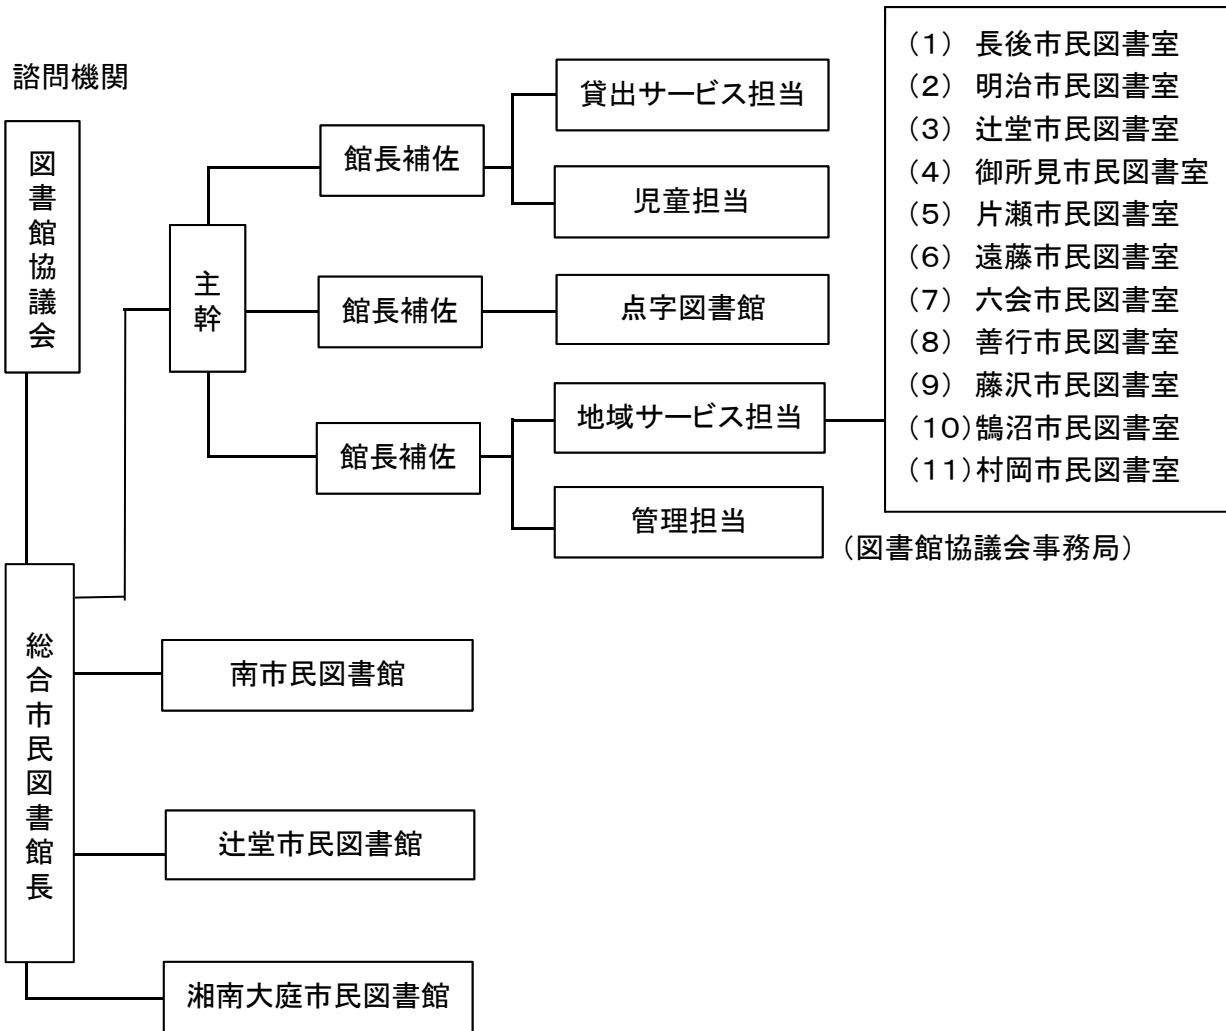 諮問機関
図書館協議会
総合市民図書館長
主幹
館長補佐
貸出サービス担当
児童担当
館長補佐
点字図書館
館長補佐
地域サービス担当
管理担当
（図書館協議会事務局）
（１） 長後市民図書室
（２） 明治市民図書室
（３） 辻堂市民図書室
（４） 御所見市民図書室
（５） 片瀬市民図書室
（６） 遠藤市民図書室
（７） 六会市民図書室
（８） 善行市民図書室
（９） 藤沢市民図書室
（１０）鵠沼市民図書室
（１１）村岡市民図書室
南市民図書館
辻堂市民図書館
湘南大庭市民図書館